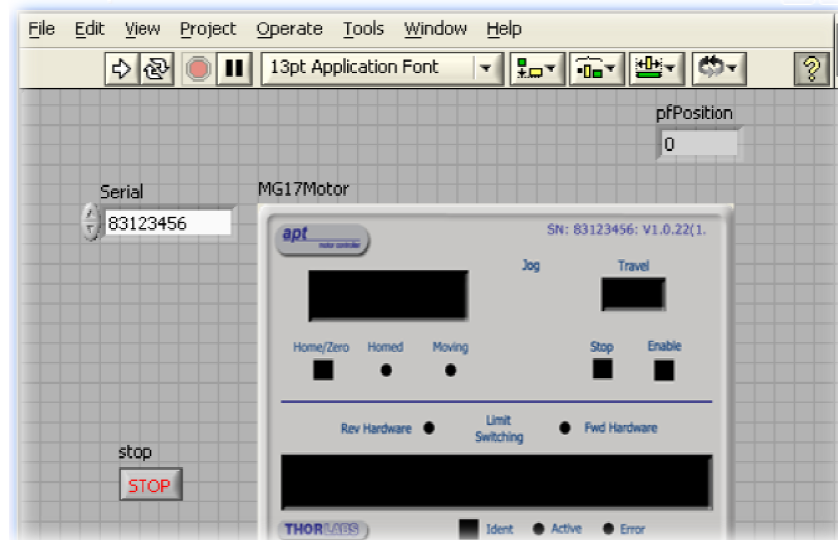 File Edit View Project Operate Tools Window Help
13pt Application Font
pfPosition
0
Serial
83123456
MG17Motor
apt
motor controller
SN: 83123456: V1.0.22(1.
Jog
Travel
Home/Zero Homed Moving
Stop Enable
Rev Hardware
Limit
Switching
Fwd Hardware
stop
STOP
THORLABS
Ident Active Error